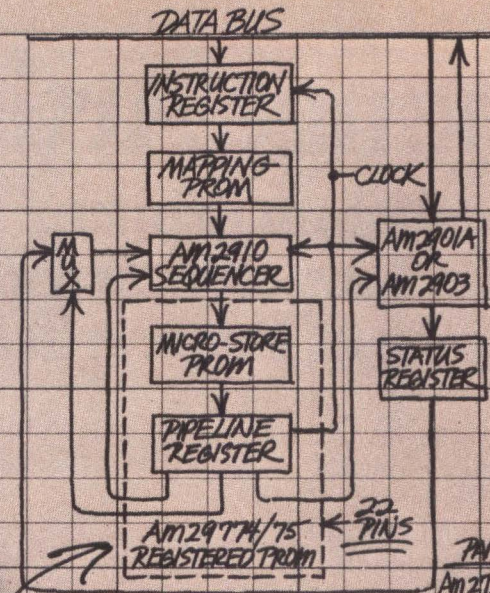 DATA BUS
INSTRUCTION
REGISTER
MAPPING
PROM
CLOCK
MUX
AM2910
SEQUENCER
AM2901A
OR
AM2903
MICRO-STORE
PROM
STATUS
REGISTER
PIPELINE
REGISTER
22
PINS
AM29774/75
REGISTERED PROM